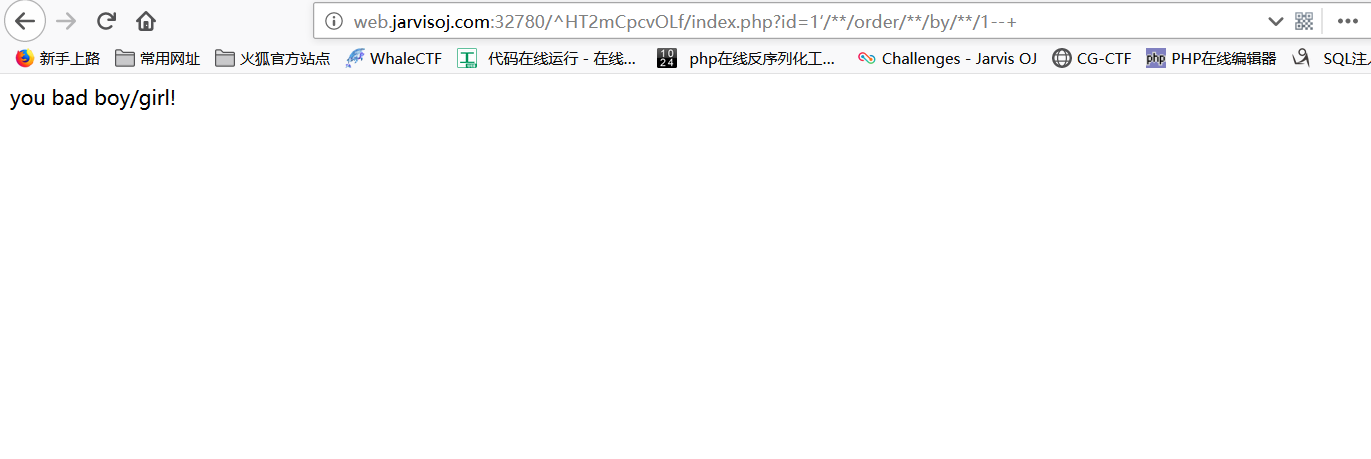 web.jarvisoj.com:32780/^HT2mCpcvOLf/index.php?id=1'/**/order/**/by/**/1--+
新手上路 常用网址 火狐官方站点 WhaleCTF 代码在线运行 - 在线... php在线反序列化工... Challenges - Jarvis OJ CG-CTF PHP在线编辑器 SQL注
you bad boy/girl!